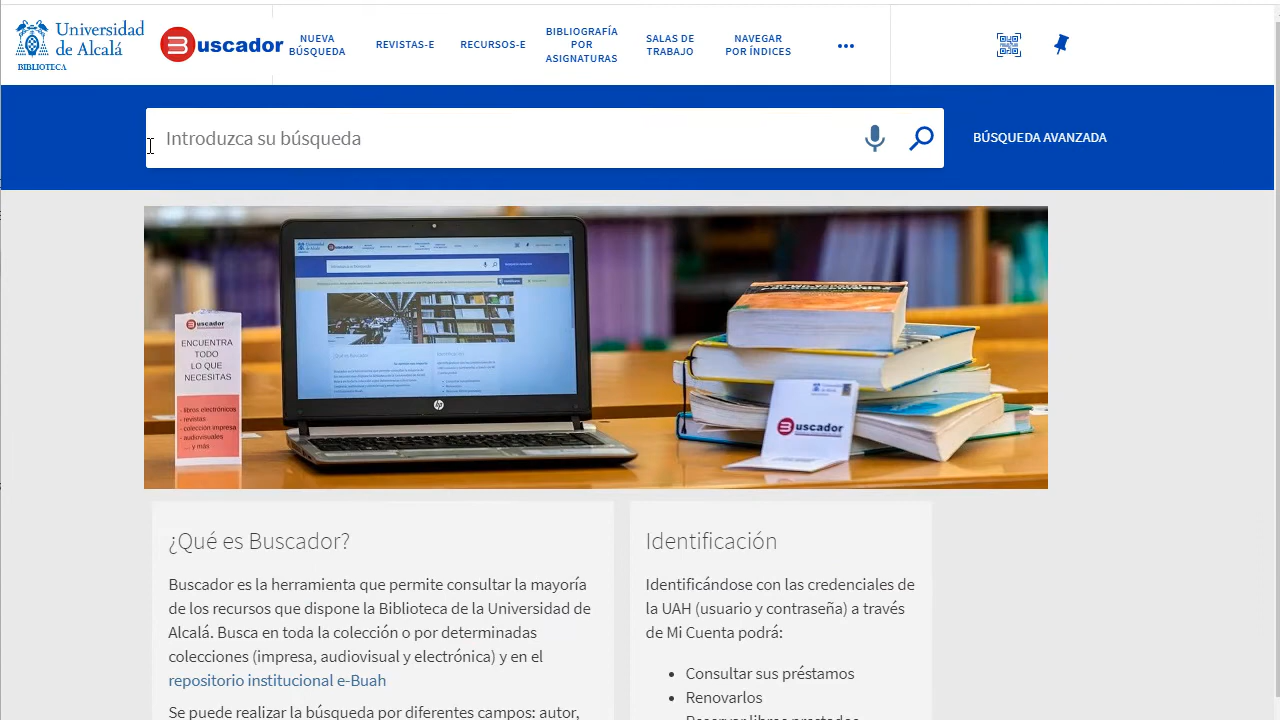 Universidad
de Alcalá
BIBLIOTECA
Buscador
NUEVA
BÚSQUEDA
REVISTAS-E
RECURSOS-E
BIBLIOGRAFÍA
POR
ASIGNATURAS
SALAS DE
TRABAJO
NAVEGAR
POR ÍNDICES
Introduzca su búsqueda
BÚSQUEDA AVANZADA
Buscador
ENCUENTRA
TODO
LO QUE
NECESITAS
- libros electrónicos
- revistas
- colección impresa
- audiovisuales
.... y más
hp
Buscador
¿Qué es Buscador?
Buscador es la herramienta que permite consultar la mayoría
de los recursos que dispone la Biblioteca de la Universidad de
Alcalá. Busca en toda la colección o por determinadas
colecciones (impresa, audiovisual y electrónica) y en el
repositorio institucional e-Buah
Se puede realizar la búsqueda por diferentes campos: autor,
Identificación
Identificándose con las credenciales de
la UAH (usuario y contraseña) a través
de Mi Cuenta podrá:
• Consultar sus préstamos
• Renovarlos
Reservar libros prestados